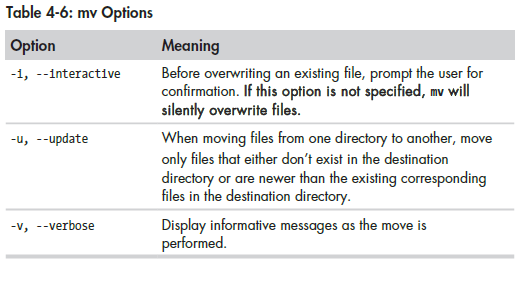 Table 4-6: mv Options
Option Meaning
-i, --interactive Before overwriting an existing file, prompt the user for
confirmation. If this option is not specified, mv will
silently overwrite files.
-u, --update When moving files from one directory to another, move
only files that either don't exist in the destination
directory or are newer than the existing corresponding
files in the destination directory.
-v, --verbose Display informative messages as the move is
performed.